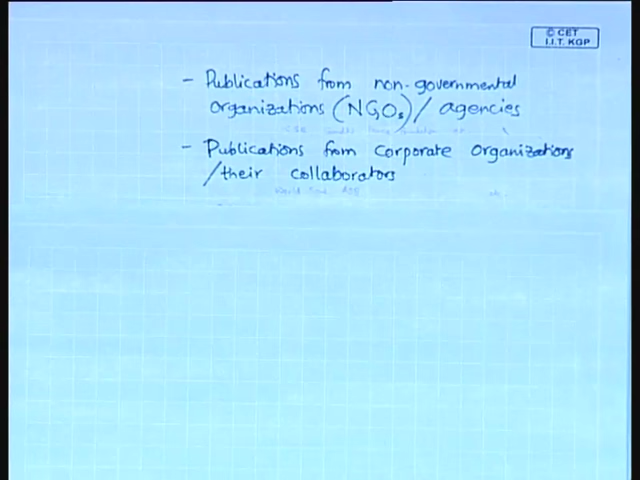 © CET
I.I.T. KGP
- Publications from non-governmental
Organizations (NGOs) / agencies
- Publications from Corporate Organizations
/their collaborators